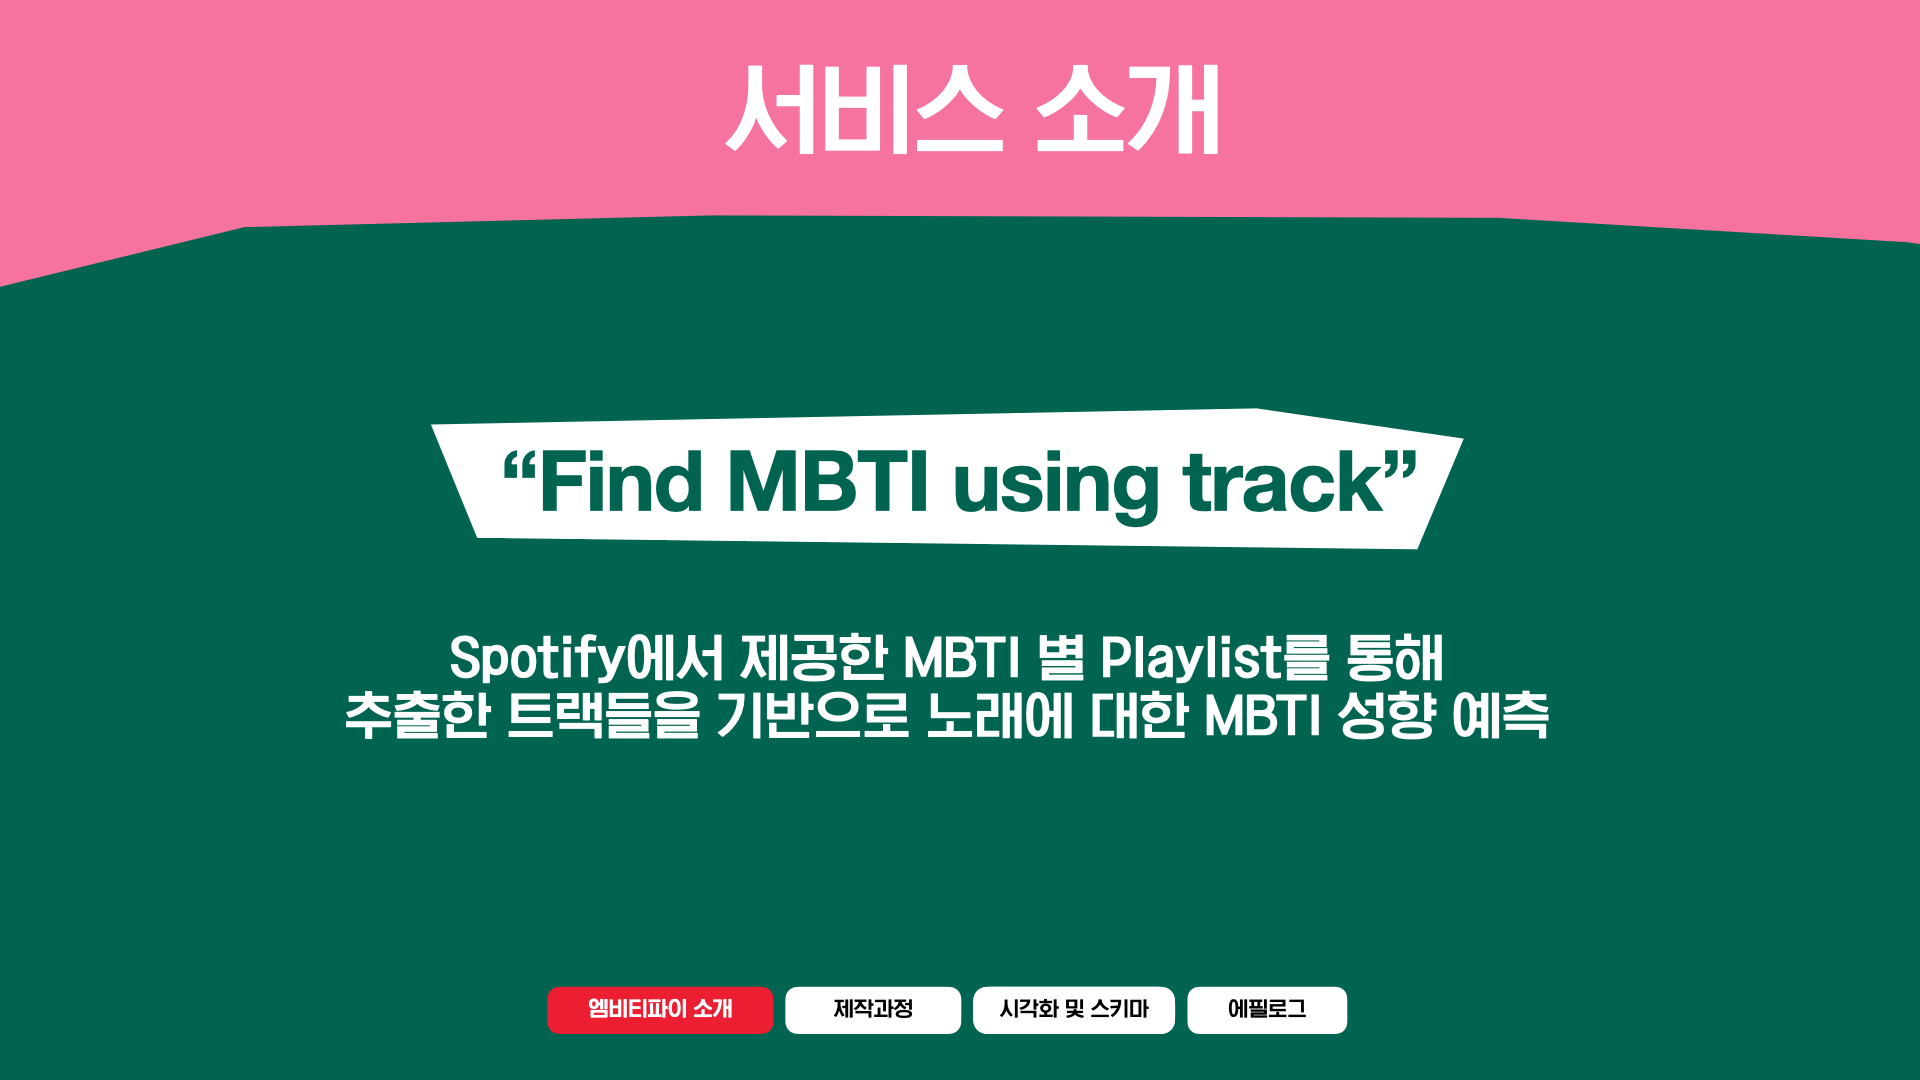 서비스 소개
“Find MBTI using track”
Spotify에서 제공한 MBTI 별 Playlist를 통해
추출한 트랙들을 기반으로 노래에 대한 MBTI 성향 예측
엠비티파이 소개
제작과정
시각화 및 스키마
에필로그